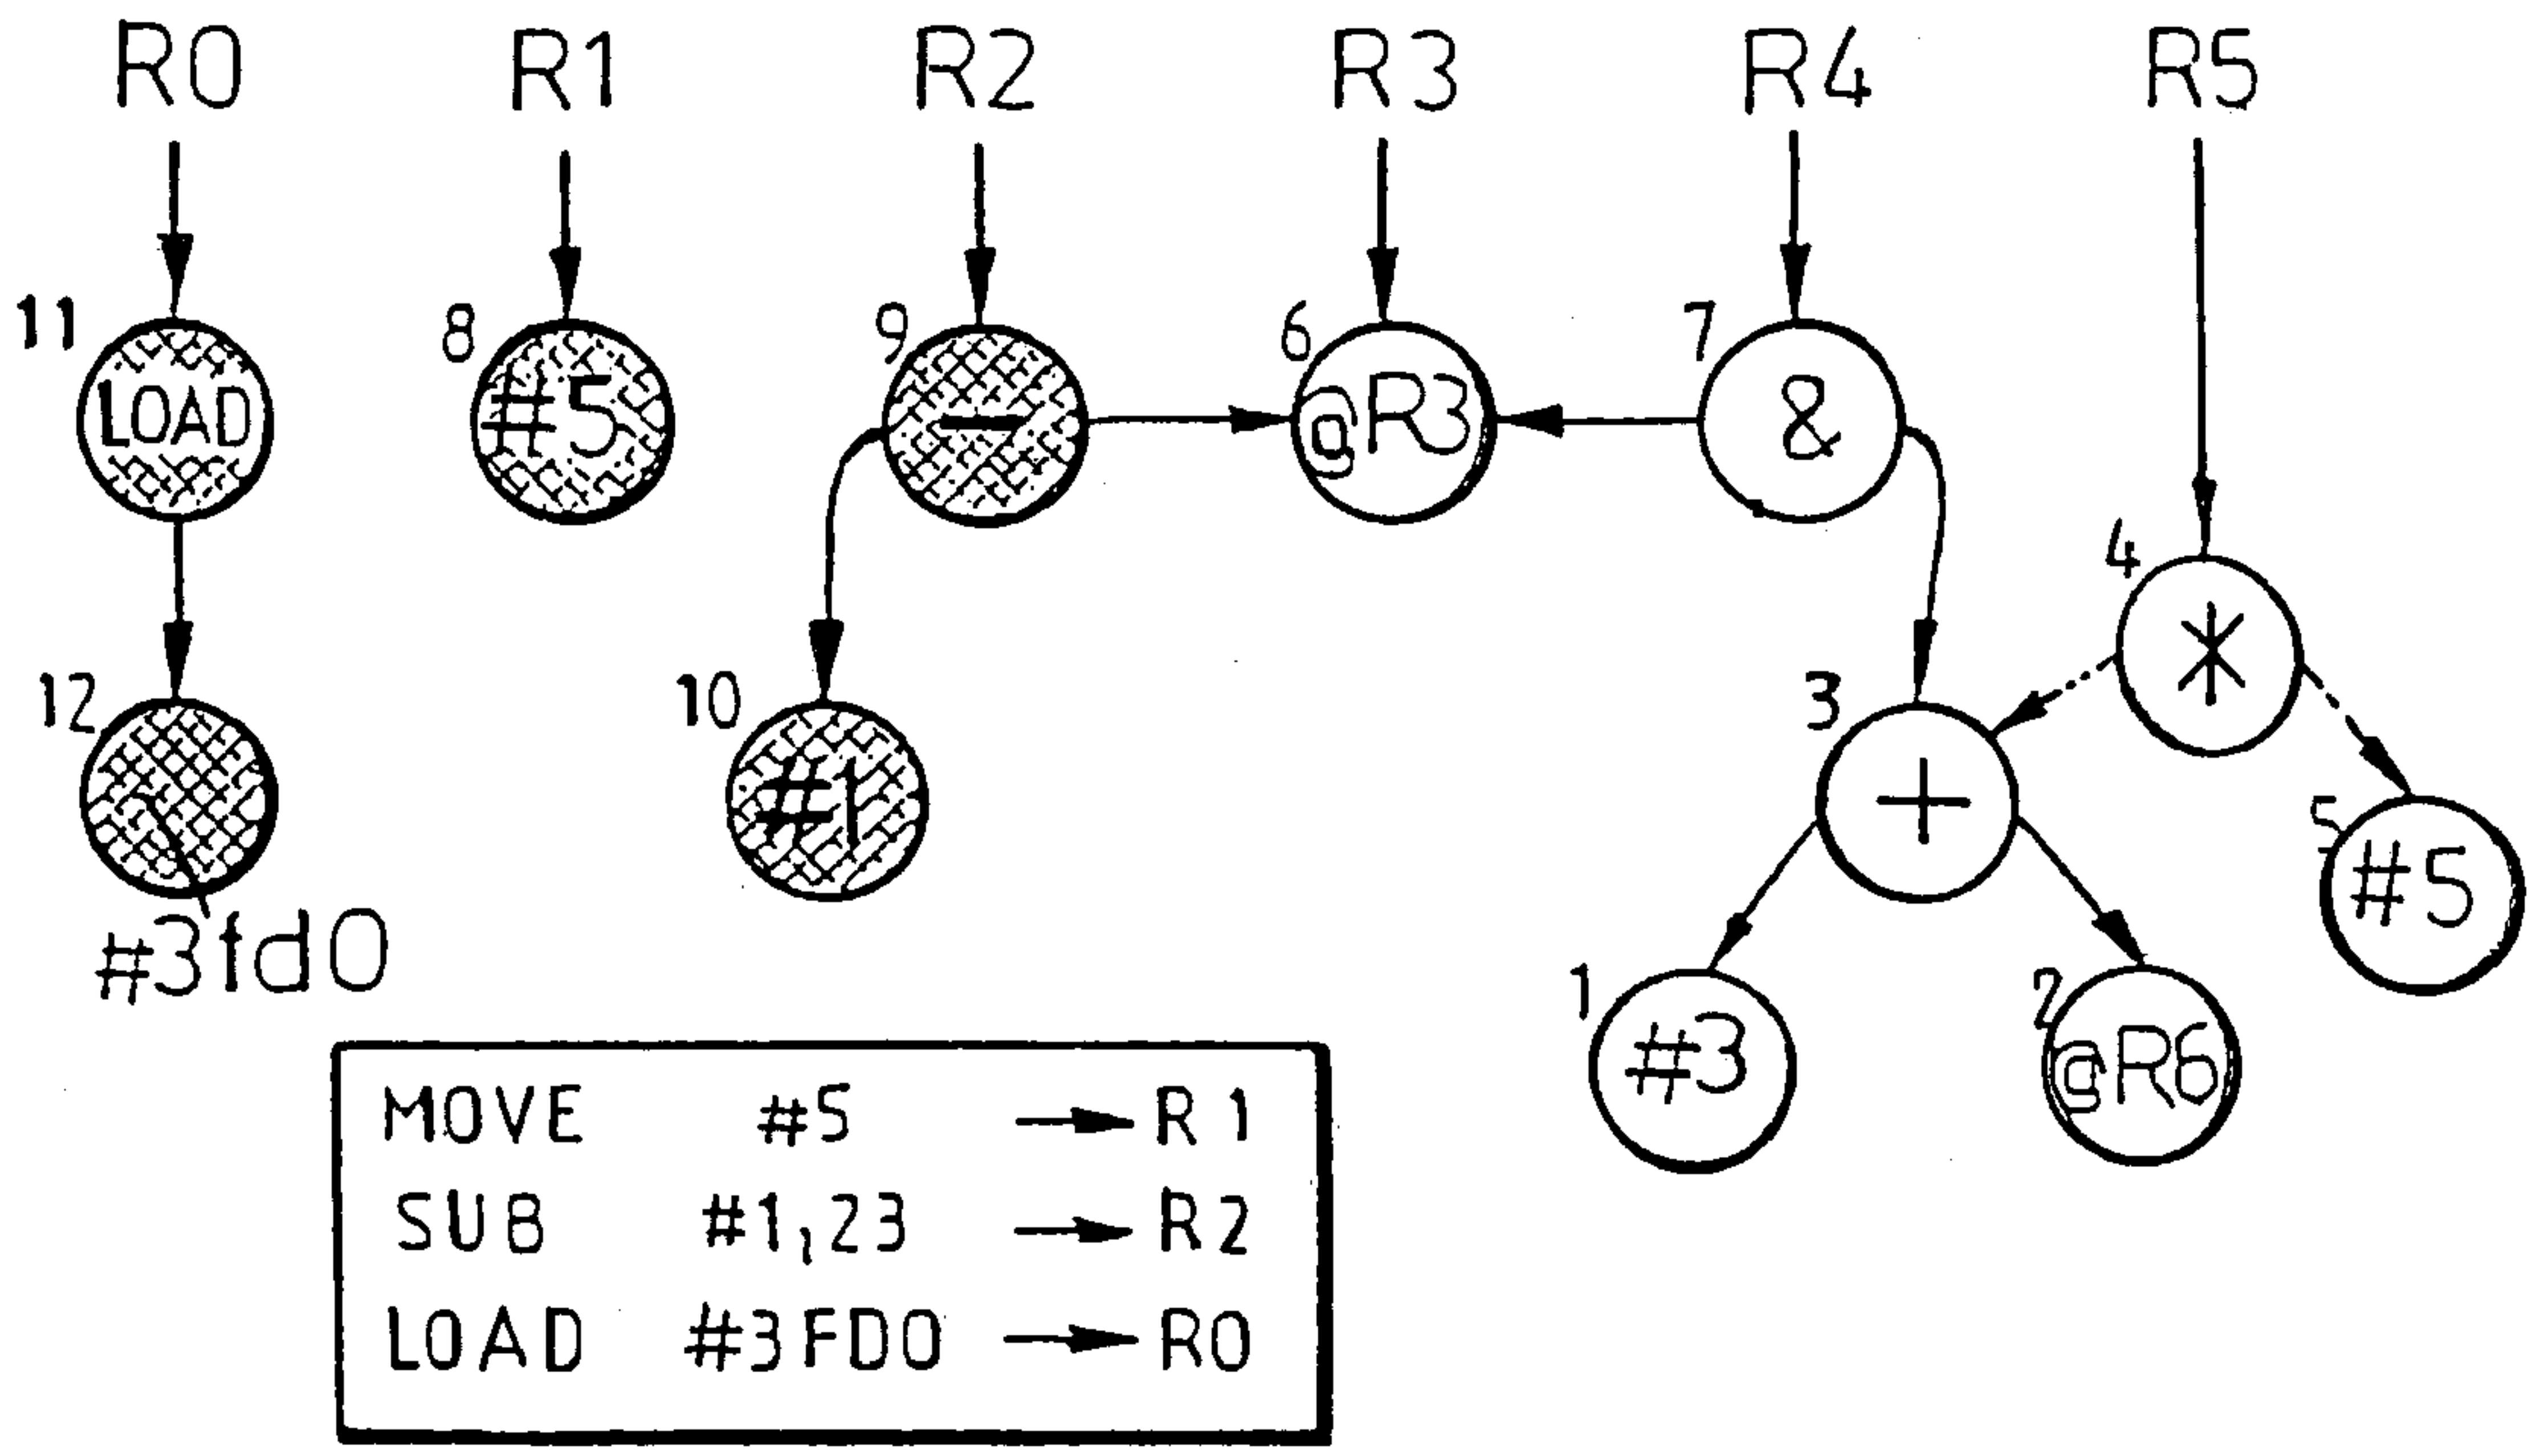 R0 R1 R2 R3 R4 R5
11 LOAD 8 #5 9 − 6 @R3 7 &
4 *
12 10 #1 3 + 5 #5
#3fd0
1 #3 2 @R6
MOVE #5 → R1
SUB #1,23 → R2
LOAD #3FD0 → R0